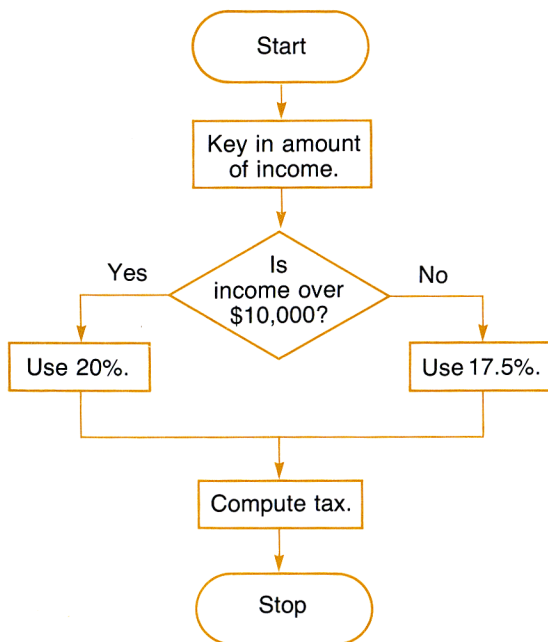 Start
Key in amount
of income.
Is
income over
$10,000?
Yes
No
Use 20%.
Use 17.5%.
Compute tax.
Stop